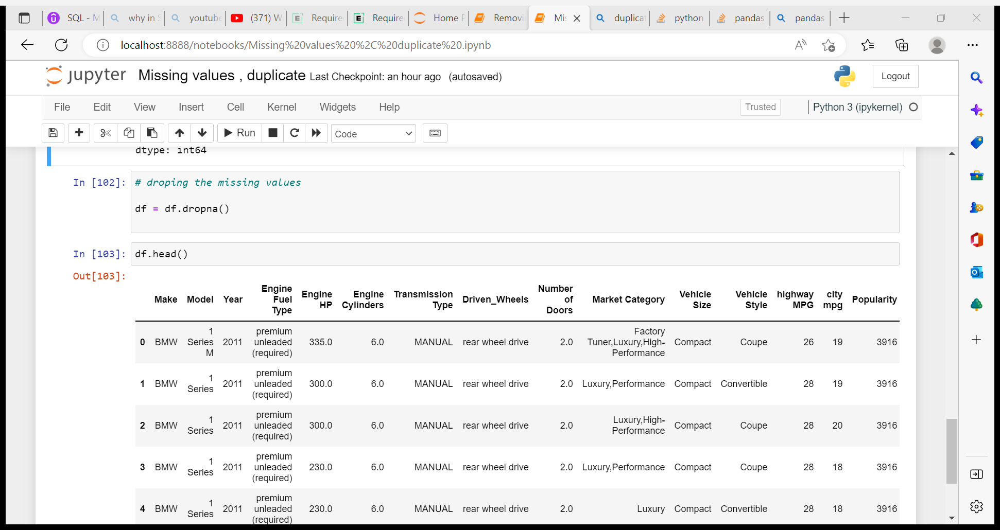 SQL - M
why in S
youtube
(371) W
Require
Require
Home P
Removi
Mis
duplicat
python
pandas
pandas
localhost:8888/notebooks/Missing%20values%20%2C%20duplicate%20.ipynb
jupyter Missing values , duplicate Last Checkpoint: an hour ago (autosaved)
Logout
File Edit View Insert Cell Kernel Widgets Help
Trusted
Python 3 (ipykernel)
Run
Code
dtype: int64
In [102]: # droping the missing values
df = df.dropna()
In [103]: df.head()
Out[103]:
Make Model Year Engine Fuel Type Engine HP Engine Cylinders Transmission Type Driven_Wheels Number of Doors Market Category Vehicle Size Vehicle Style highway MPG city mpg Popularity
0 BMW 1 Series M 2011 premium unleaded (required) 335.0 6.0 MANUAL rear wheel drive 2.0 Factory Tuner,Luxury,High-Performance Compact Coupe 26 19 3916
1 BMW 1 Series 2011 premium unleaded (required) 300.0 6.0 MANUAL rear wheel drive 2.0 Luxury,Performance Compact Convertible 28 19 3916
2 BMW 1 Series 2011 premium unleaded (required) 300.0 6.0 MANUAL rear wheel drive 2.0 Luxury,High-Performance Compact Coupe 28 20 3916
3 BMW 1 Series 2011 premium unleaded (required) 230.0 6.0 MANUAL rear wheel drive 2.0 Luxury,Performance Compact Coupe 28 18 3916
4 BMW 1 Series 2011 premium unleaded (required) 230.0 6.0 MANUAL rear wheel drive 2.0 Luxury Compact Convertible 28 18 3916